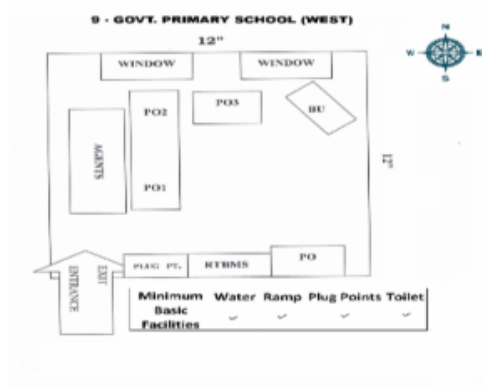 9 - GOVT. PRIMARY SCHOOL (WEST)
12"
N
W E
S
WINDOW WINDOW
PO2 PO3 BU
AGENTS
PO1
12"
EXIT
ENTRANCE
PLUG PT. RTBMS PO
Minimum Water Ramp Plug Points Toilet
Basic
Facilities